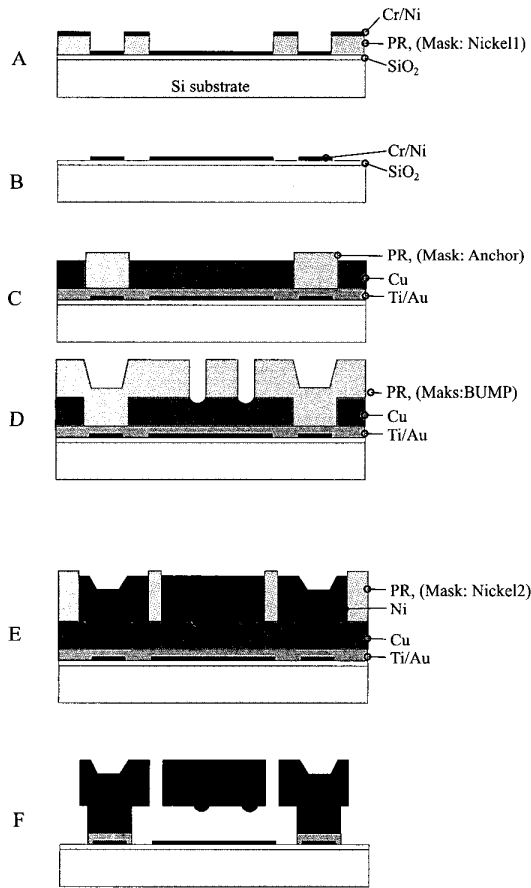 Cr/Ni
PR, (Mask: Nickel1)
A
SiO2
Si substrate
Cr/Ni
B
SiO2
PR, (Mask: Anchor)
Cu
C
Ti/Au
PR, (Maks:BUMP)
D
Cu
Ti/Au
PR, (Mask: Nickel2)
Ni
E
Cu
Ti/Au
F